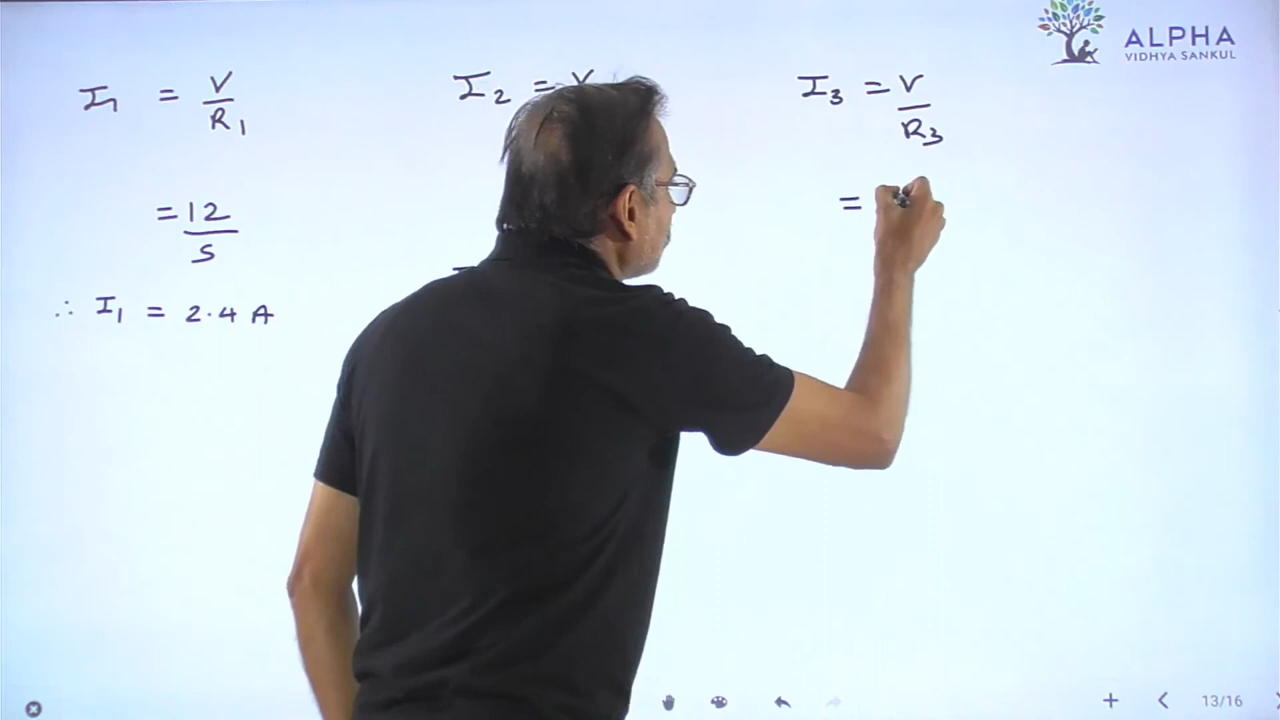 ALPHA
VIDHYA SANKUL
I1 = V/R1
= 12/5
∴ I1 = 2.4 A
I2 = V
I3 = V/R3
=
13/16